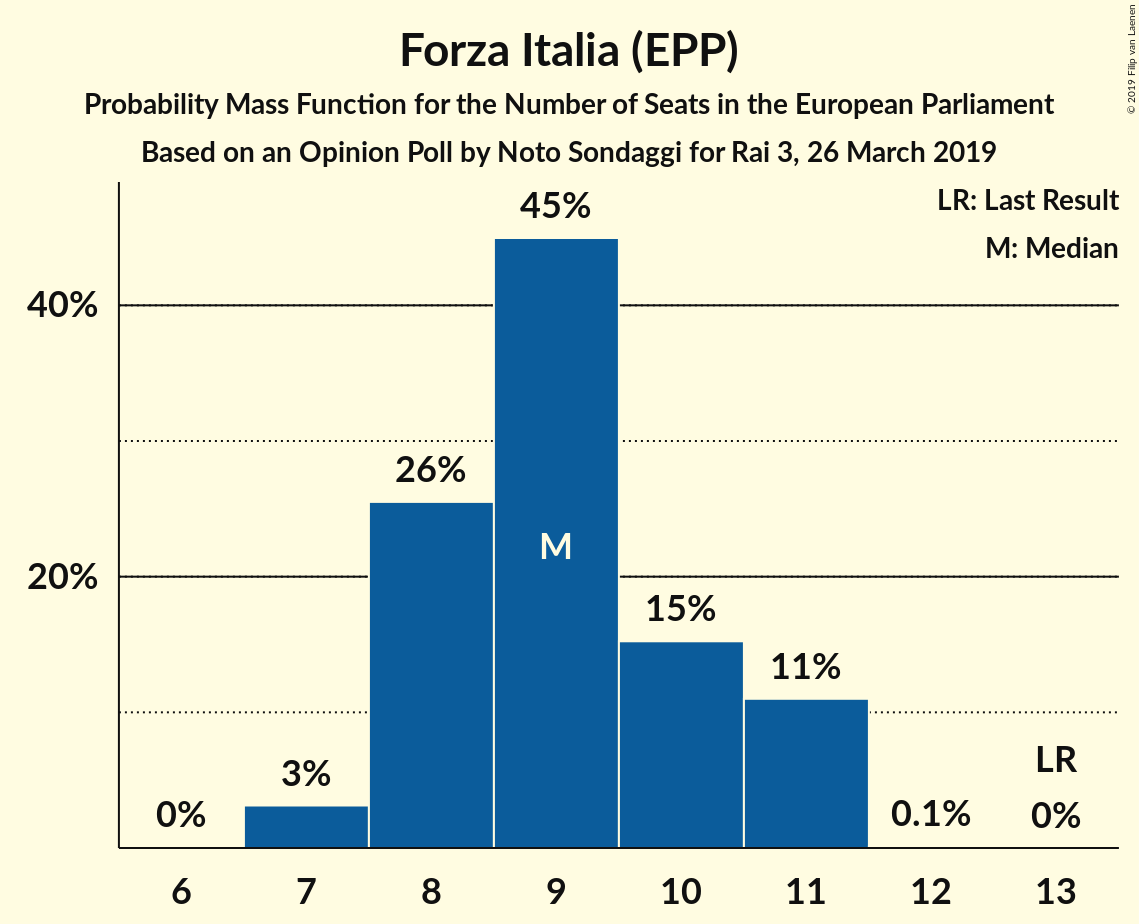 Forza Italia (EPP)
Probability Mass Function for the Number of Seats in the European Parliament
Based on an Opinion Poll by Noto Sondaggi for Rai 3, 26 March 2019
© 2019 Filip van Laenen
LR: Last Result
M: Median
40%
20%
0%
3%
26%
45%
M
15%
11%
0.1%
LR
0%
6 7 8 9 10 11 12 13